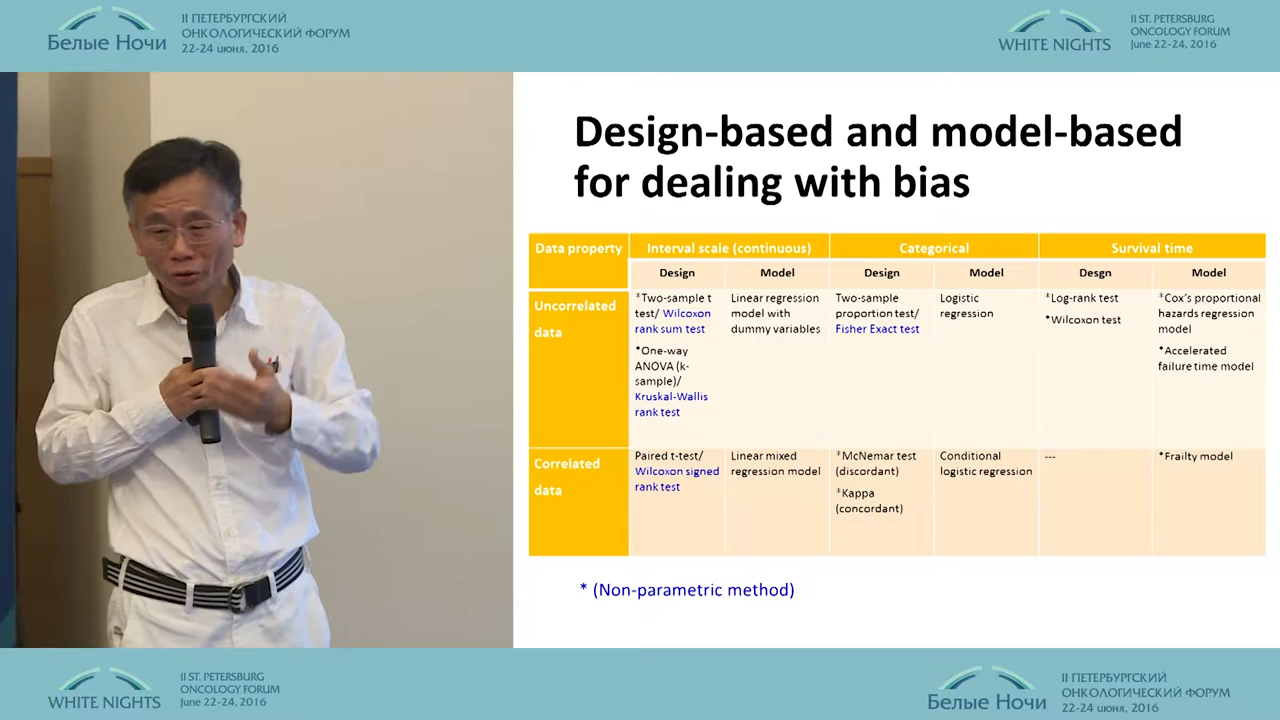 II ПЕТЕРБУРГСКИЙ
ОНКОЛОГИЧЕСКИЙ ФОРУМ
Белые Ночи
22-24 июня, 2016
II ST. PETERSBURG
ONCOLOGY FORUM
WHITE NIGHTS
June 22-24, 2016
Design-based and model-based
for dealing with bias
Data property
Interval scale (continuous)
Categorical
Survival time
Design
Model
Design
Model
Desgn
Model
Uncorrelated
data
*Two-sample t
test/ Wilcoxon
rank sum test
•One-way
ANOVA (k-
sample)/
Kruskal-Wallis
rank test
Linear regression
model with
dummy variables
Two-sample
proportion test/
Fisher Exact test
Logistic
regression
*Log-rank test
•Wilcoxon test
*Cox's proportional
hazards regression
model
•Accelerated
failure time model
Correlated
data
Paired t-test/
Wilcoxon signed
rank test
Linear mixed
regression model
*McNemar test
(discordant)
*Kappa
(concordant)
Conditional
logistic regression
---
•Frailty model
* (Non-parametric method)
II ST. PETERSBURG
ONCOLOGY FORUM
WHITE NIGHTS
June 22-24, 2016
II ПЕТЕРБУРГСКИЙ
ОНКОЛОГИЧЕСКИЙ ФОРУМ
Белые Ночи
22-24 июня, 2016